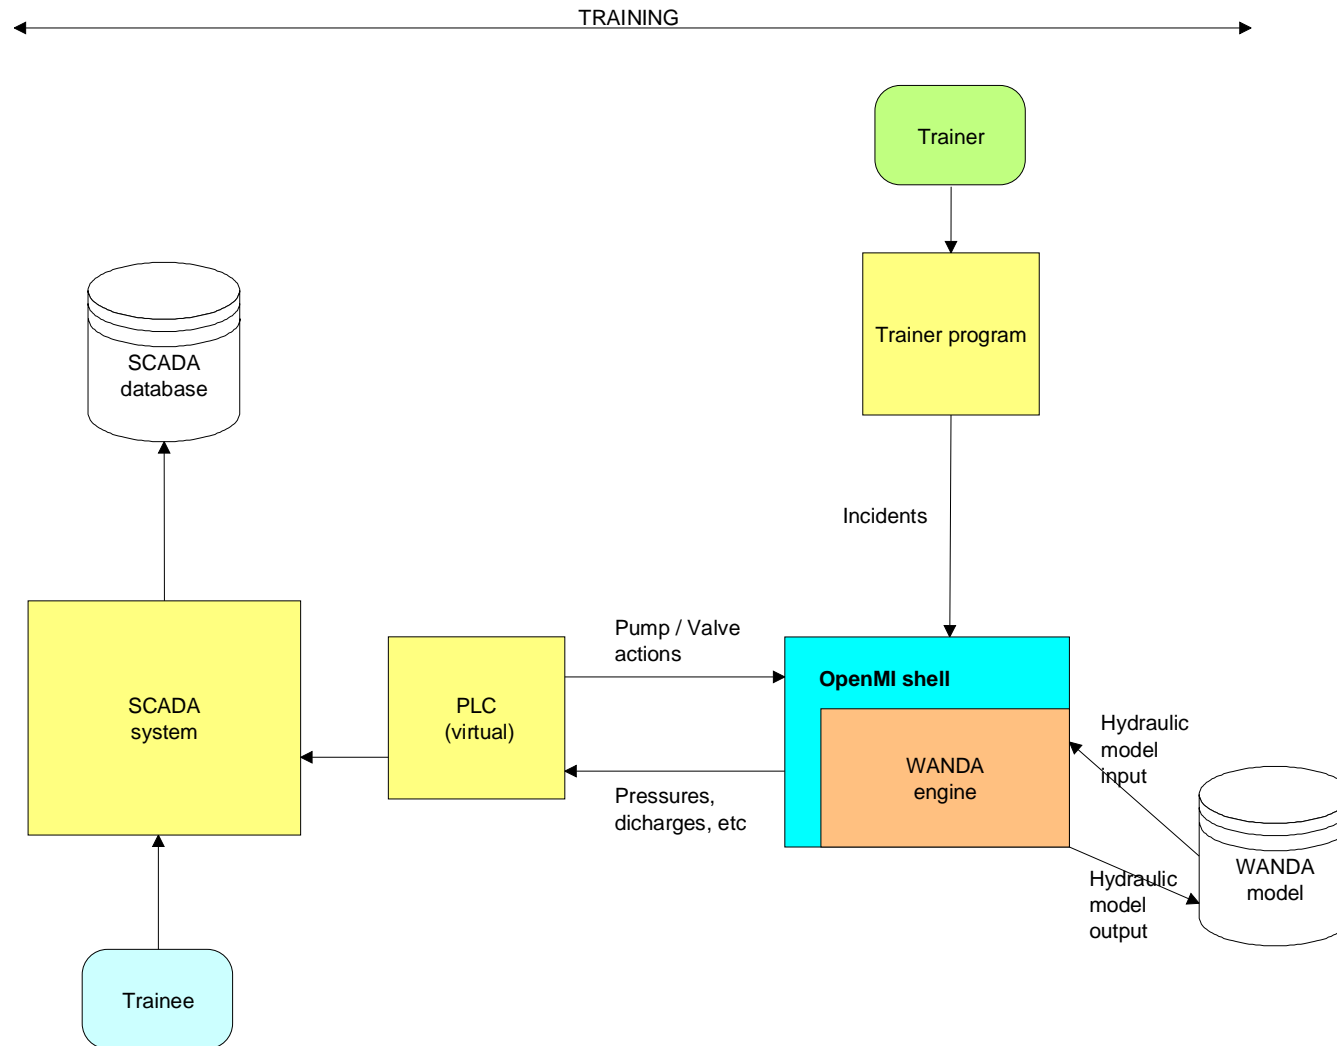 TRAINING
Trainer
Trainer program
SCADA
database
Incidents
Pump / Valve
actions
OpenMI shell
SCADA
system
PLC
(virtual)
WANDA
engine
Hydraulic
model
input
Pressures,
dicharges, etc
WANDA
model
Hydraulic
model
output
Trainee